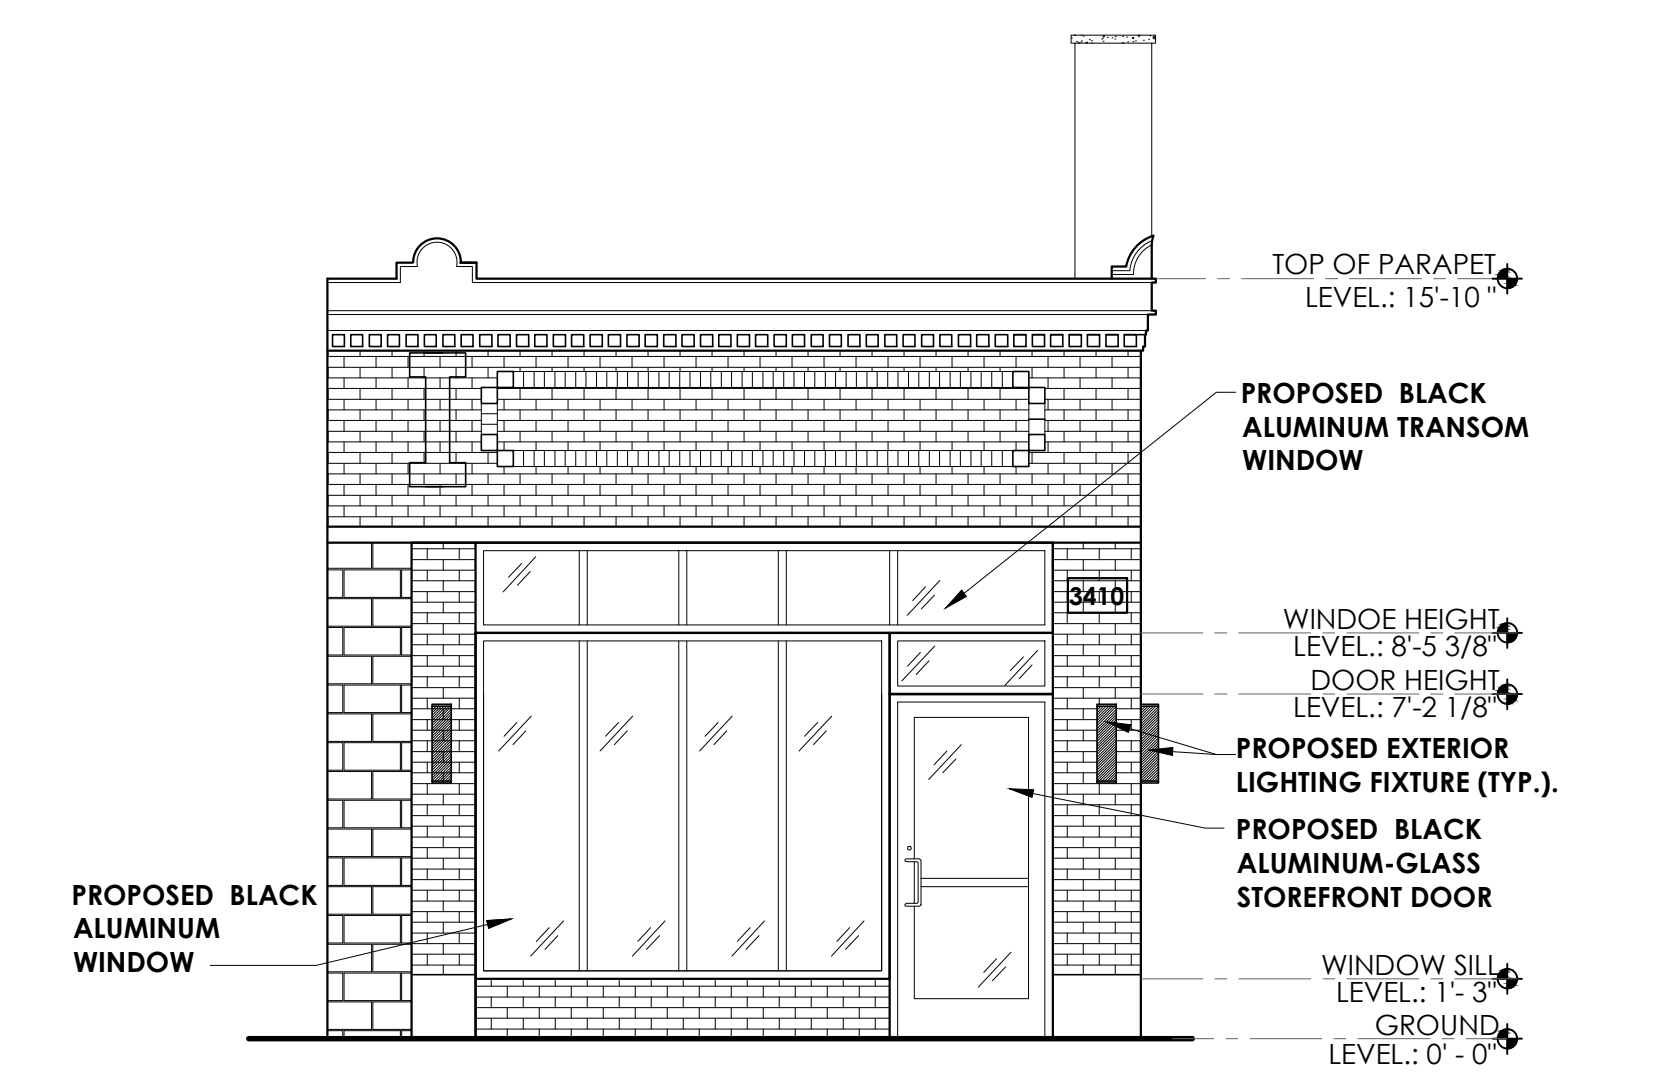 TOP OF PARAPET
LEVEL.: 15'-10 "
PROPOSED BLACK
ALUMINUM TRANSOM
WINDOW
3410
WINDOE HEIGHT
LEVEL.: 8'-5 3/8"
DOOR HEIGHT
LEVEL.: 7'-2 1/8"
PROPOSED EXTERIOR
LIGHTING FIXTURE (TYP.).
PROPOSED BLACK
ALUMINUM-GLASS
STOREFRONT DOOR
PROPOSED BLACK
ALUMINUM
WINDOW
WINDOW SILL
LEVEL.: 1'- 3"
GROUND
LEVEL.: 0' - 0"